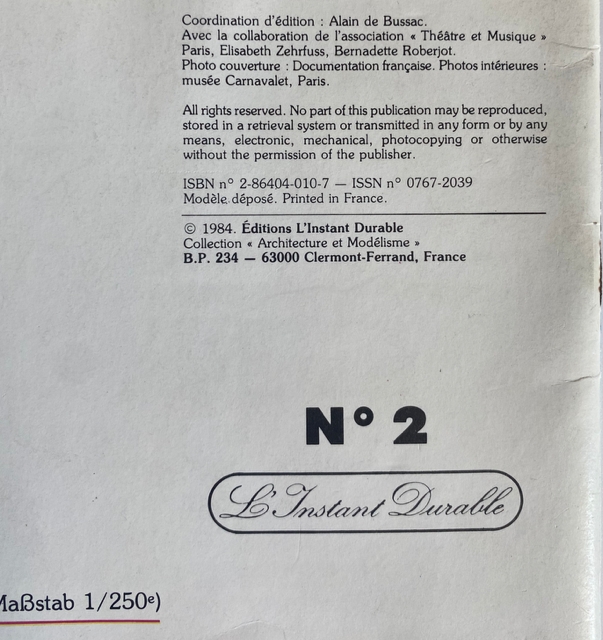 Coordination d'édition : Alain de Bussac.
Avec la collaboration de l'association « Théâtre et Musique »
Paris, Elisabeth Zehrfuss, Bernadette Roberjot.
Photo couverture : Documentation française. Photos intérieures :
musée Carnavalet, Paris.
All rights reserved. No part of this publication may be reproduced,
stored in a retrieval system or transmitted in any form or by any
means, electronic, mechanical, photocopying or otherwise
without the permission of the publisher.
ISBN n° 2-86404-010-7 — ISSN n° 0767-2039
Modèle déposé. Printed in France.
© 1984. Éditions L'Instant Durable
Collection « Architecture et Modélisme »
B.P. 234 — 63000 Clermont-Ferrand, France
N° 2
L'Instant Durable
Maßstab 1/250e)